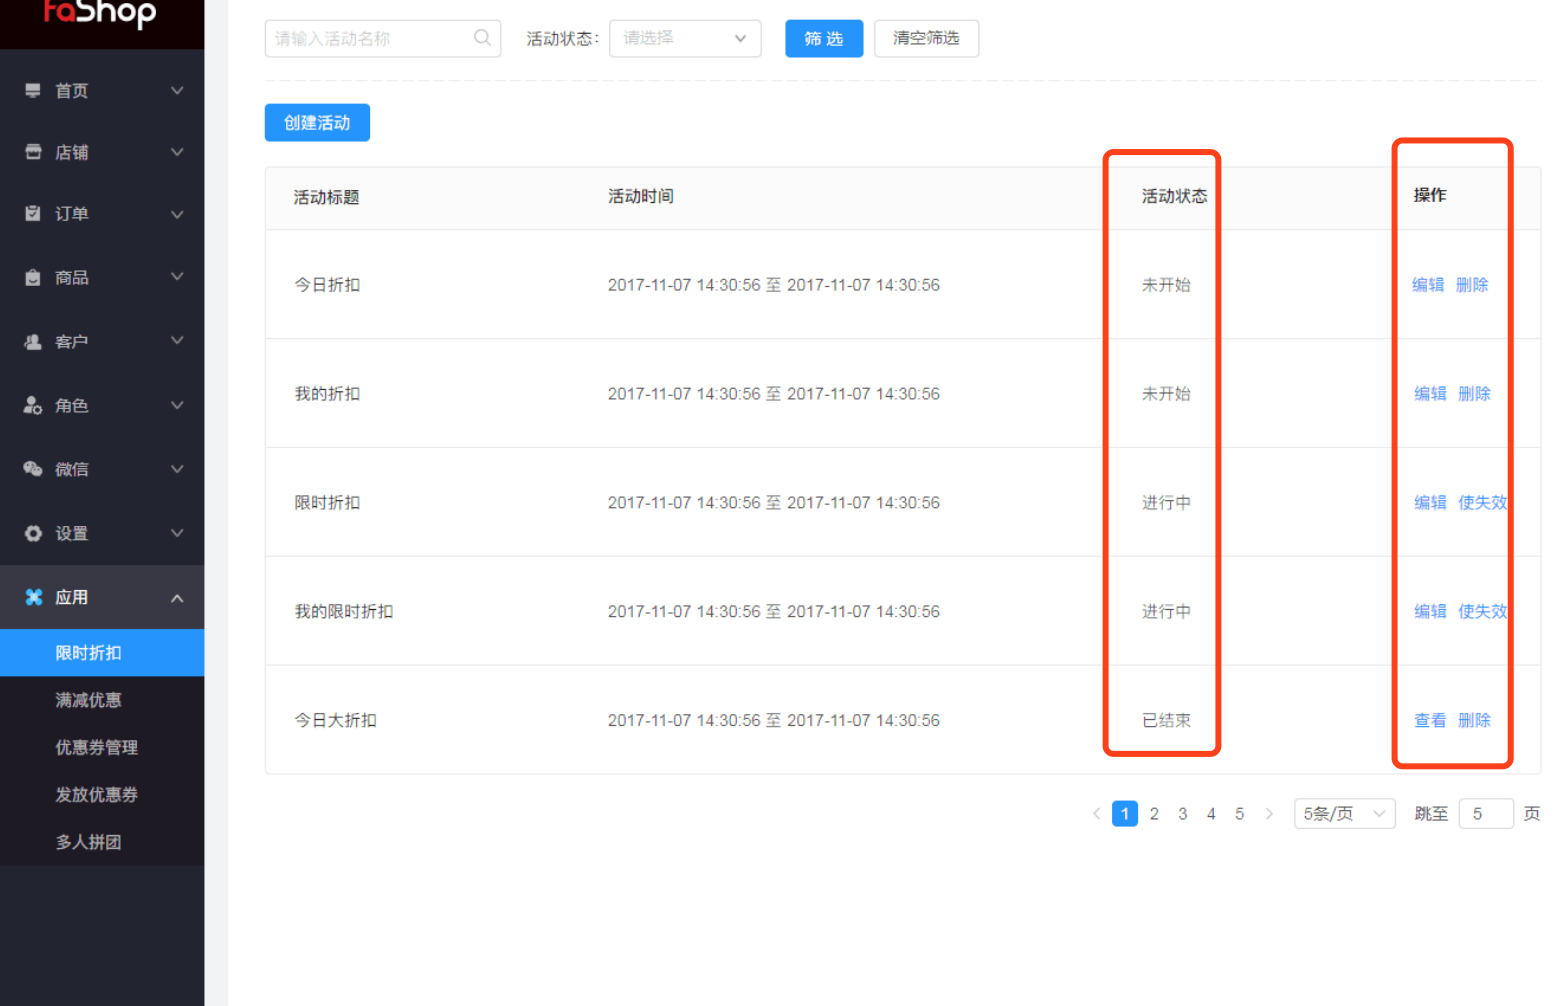 FaShop
请输入活动名称 活动状态: 请选择 筛 选 清空筛选
首页
创建活动
店铺
活动标题 活动时间 活动状态 操作
订单
商品
今日折扣 2017-11-07 14:30:56 至 2017-11-07 14:30:56 未开始 编辑 删除
客户
我的折扣 2017-11-07 14:30:56 至 2017-11-07 14:30:56 未开始 编辑 删除
角色
微信
限时折扣 2017-11-07 14:30:56 至 2017-11-07 14:30:56 进行中 编辑 使失效
设置
应用
我的限时折扣 2017-11-07 14:30:56 至 2017-11-07 14:30:56 进行中 编辑 使失效
限时折扣
满减优惠
今日大折扣 2017-11-07 14:30:56 至 2017-11-07 14:30:56 已结束 查看 删除
优惠券管理
发放优惠券
1 2 3 4 5 5条/页 跳至 5 页
多人拼团